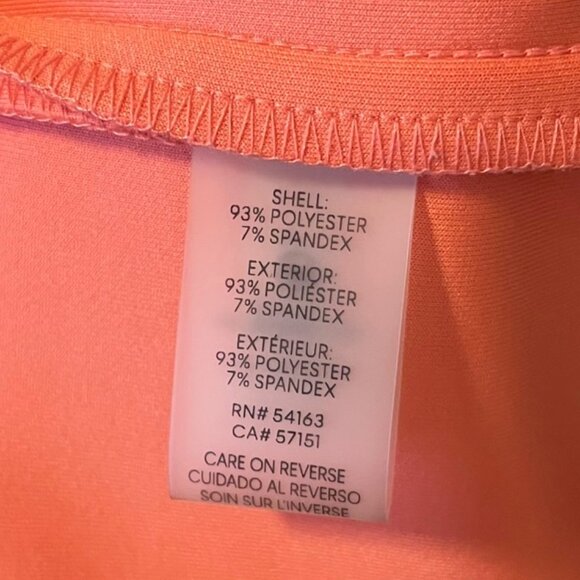 SHELL:
93% POLYESTER
7% SPANDEX
EXTERIOR:
93% POLIÉSTER
7% SPANDEX
EXTÉRIEUR:
93% POLYESTER
7% SPANDEX
RN# 54163
CA# 57151
CARE ON REVERSE
CUIDADO AL REVERSO
SOIN SUR L'INVERSE